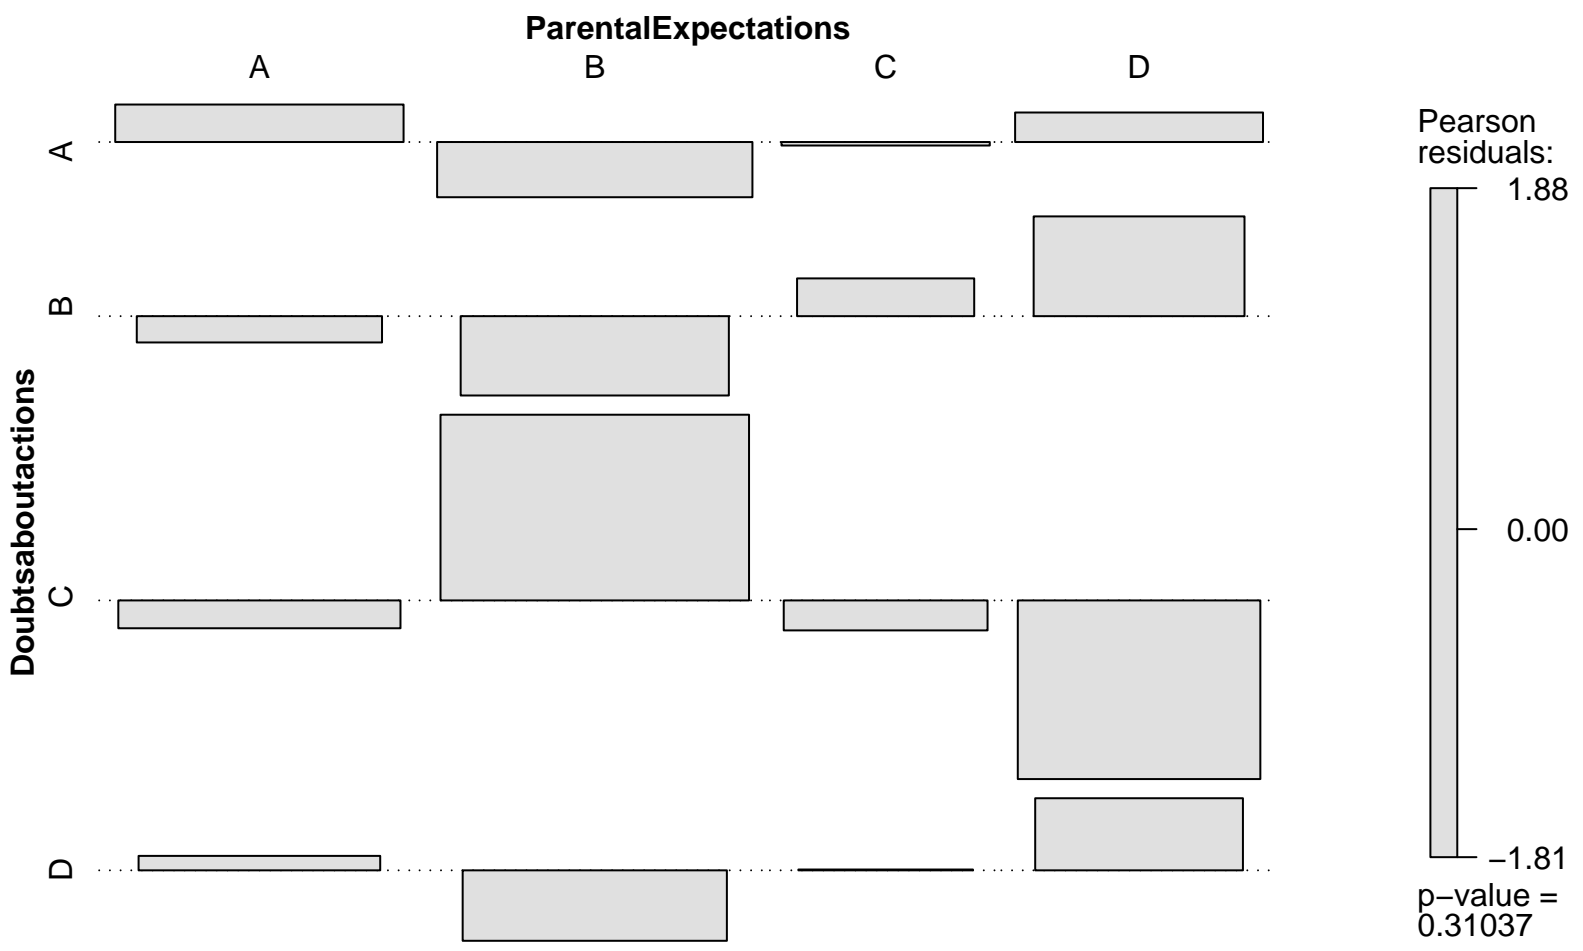 ParentalExpectations
A B C D
Doubtsaboutactions
A
B
C
D
Pearson
residuals:
1.88
0.00
−1.81
p−value =
0.31037